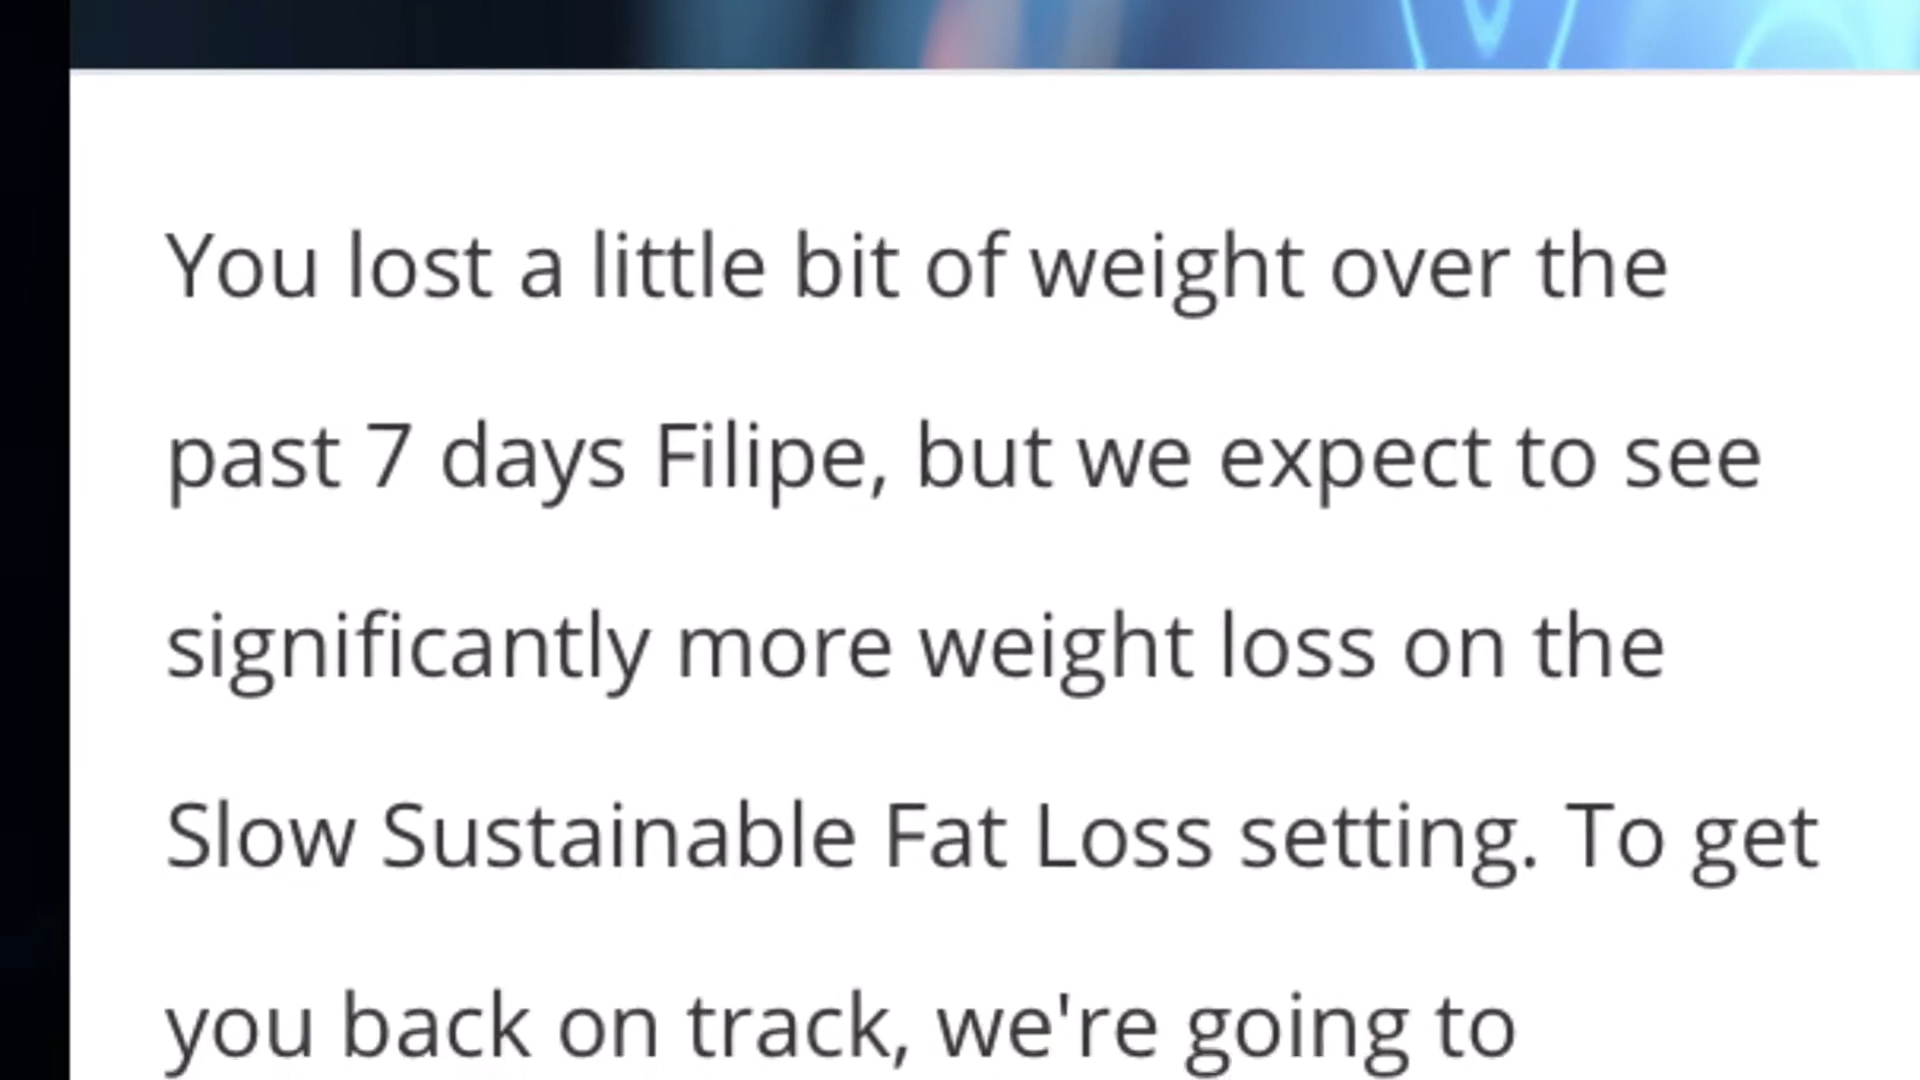 You lost a little bit of weight over the
past 7 days Filipe, but we expect to see
significantly more weight loss on the
Slow Sustainable Fat Loss setting. To get
you back on track, we're going to